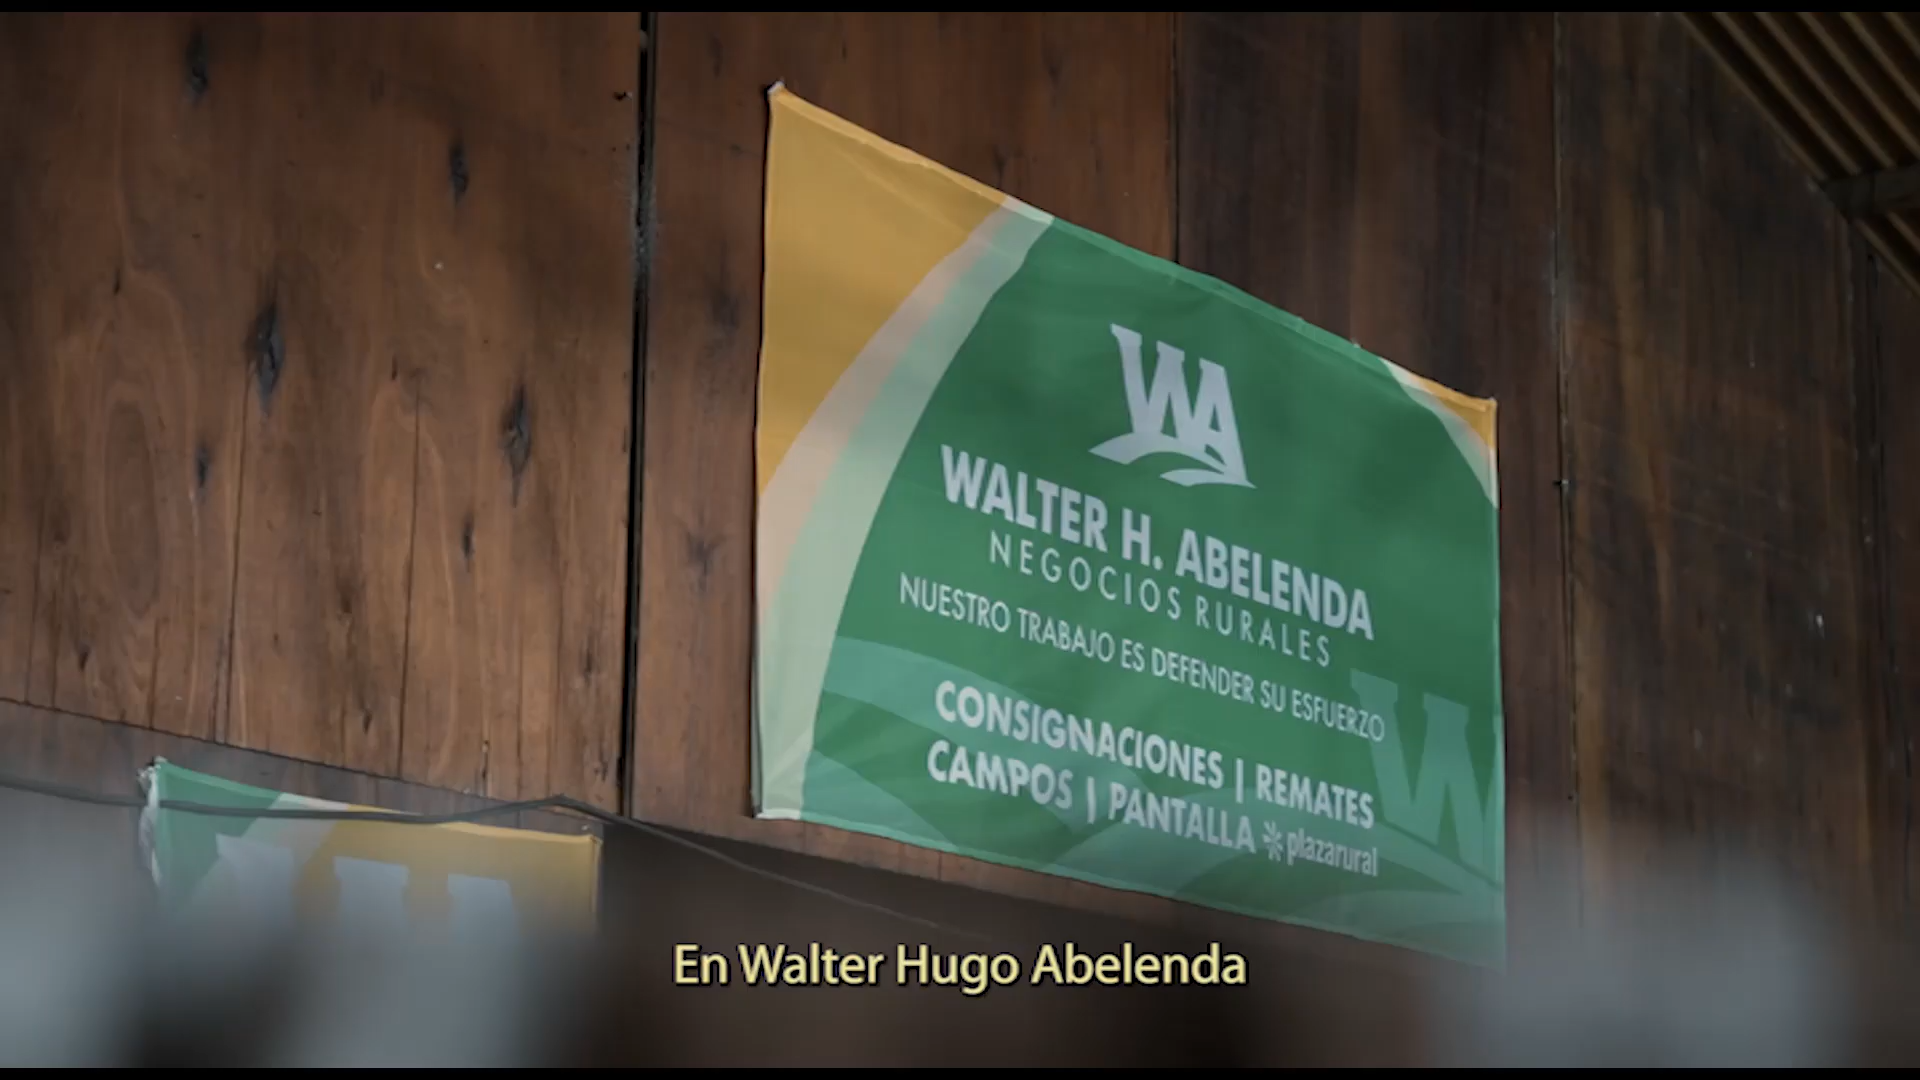 WA
WALTER H. ABELENDA
NEGOCIOS RURALES
NUESTRO TRABAJO ES DEFENDER SU ESFUERZO
CONSIGNACIONES | REMATES
CAMPOS | PANTALLA plazarural
W
En Walter Hugo Abelenda